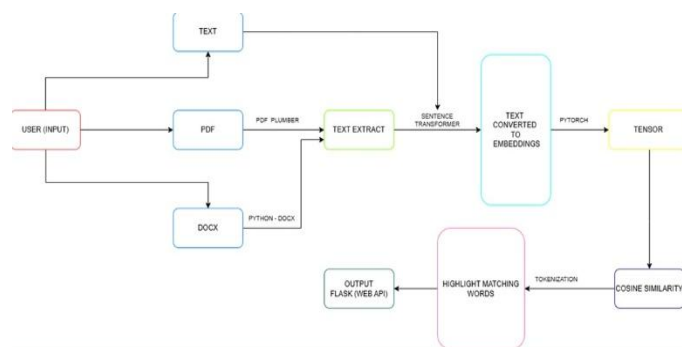 TEXT
USER (INPUT)
PDF
PDF PLUMBER
TEXT EXTRACT
SENTENCE
TRANSFORMER
TEXT
CONVERTED
TO
EMBEDDINGS
PYTORCH
TENSOR
DOCX
PYTHON - DOCX
OUTPUT
FLASK (WEB API)
HIGHLIGHT MATCHING
WORDS
TOKENIZATION
COSINE SIMILARITY